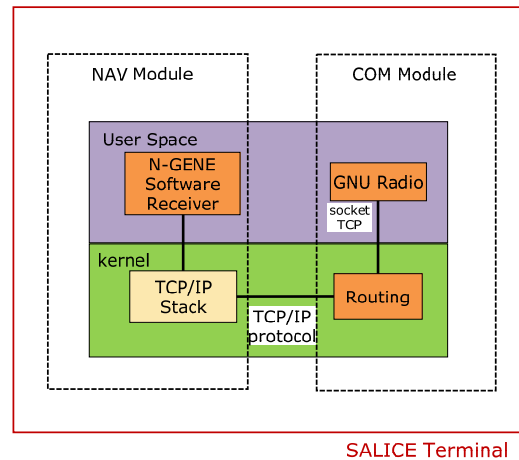 NAV Module
COM Module
User Space
N-GENE
Software
Receiver
GNU Radio
socket
TCP
kernel
TCP/IP
Stack
Routing
TCP/IP
protocol
SALICE Terminal